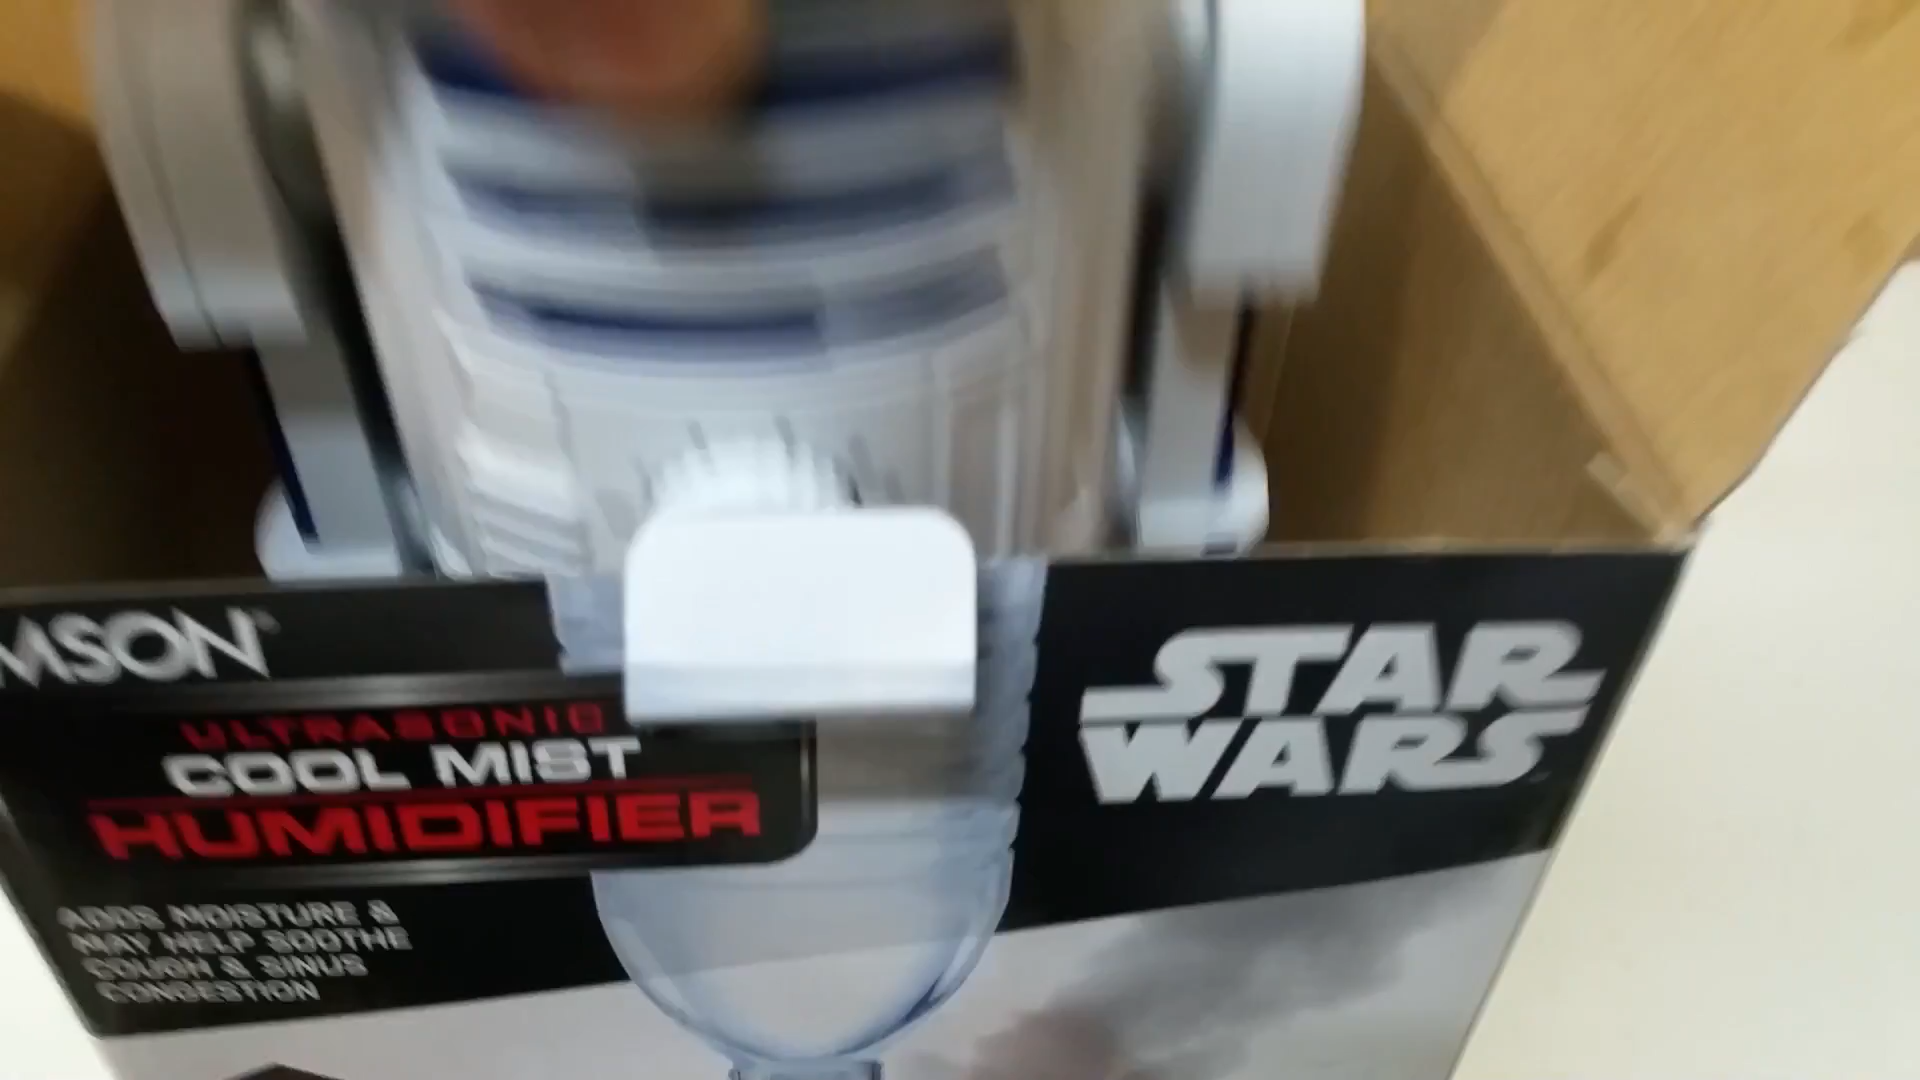 MSON
STAR
WARS
ULTRASONIC
COOL MIST
HUMIDIFIER
ADDS MOISTURE &
MAY HELP SOOTHE
COUGH & SINUS
CONGESTION